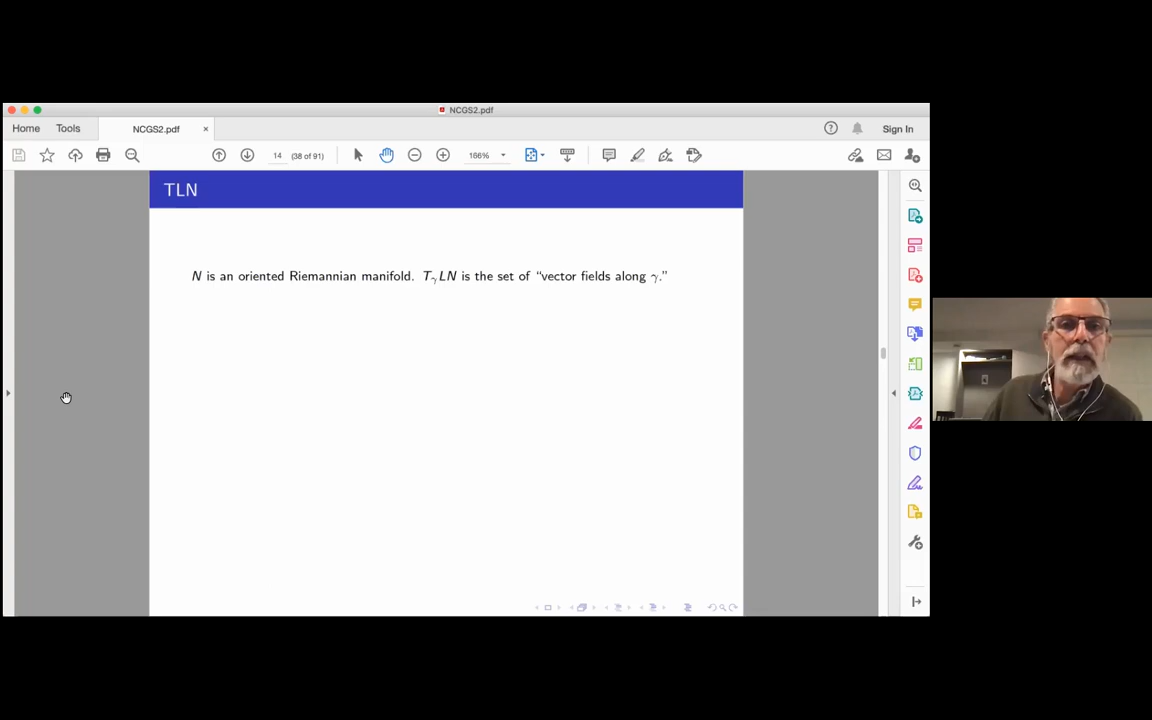 NCGS2.pdf
Home Tools NCGS2.pdf × Sign In
14 (38 of 91) 166%
TLN
N is an oriented Riemannian manifold. TγLN is the set of “vector fields along γ.”